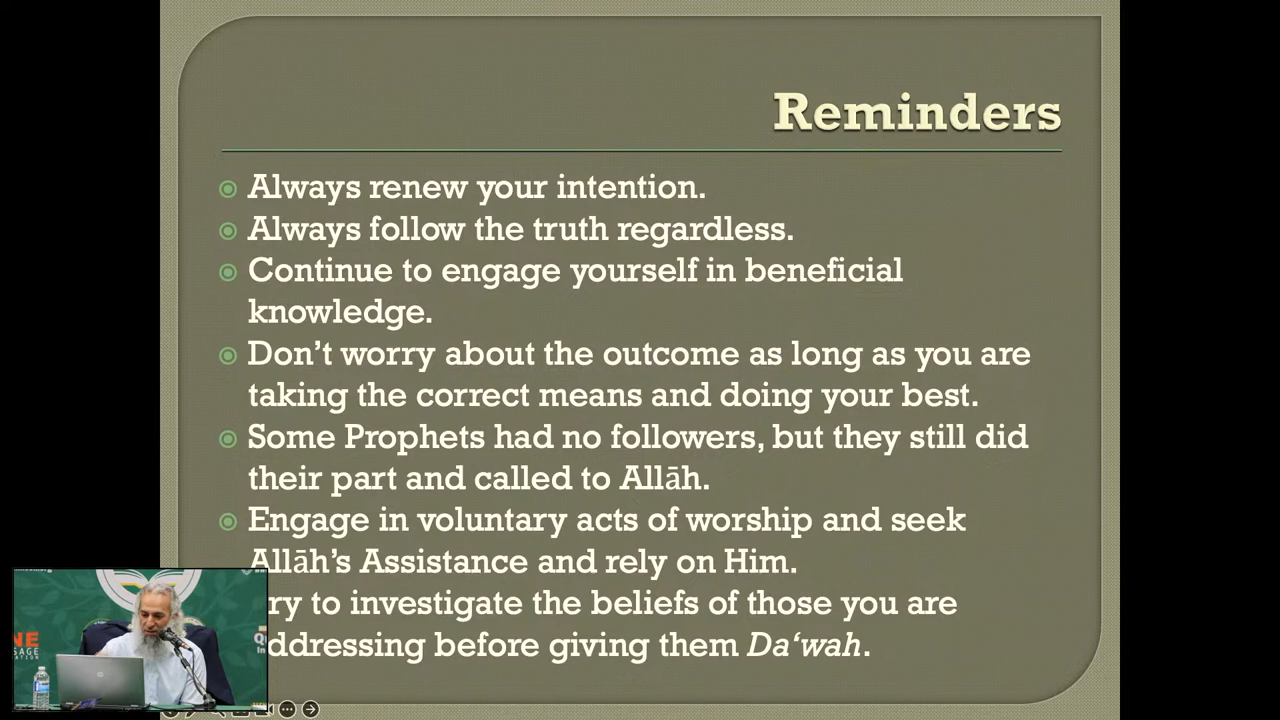 Reminders
Always renew your intention.
Always follow the truth regardless.
Continue to engage yourself in beneficial
knowledge.
Don’t worry about the outcome as long as you are
taking the correct means and doing your best.
Some Prophets had no followers, but they still did
their part and called to Allāh.
Engage in voluntary acts of worship and seek
Allāh’s Assistance and rely on Him.
ry to investigate the beliefs of those you are
ddressing before giving them Da‘wah.
NE
SAGE